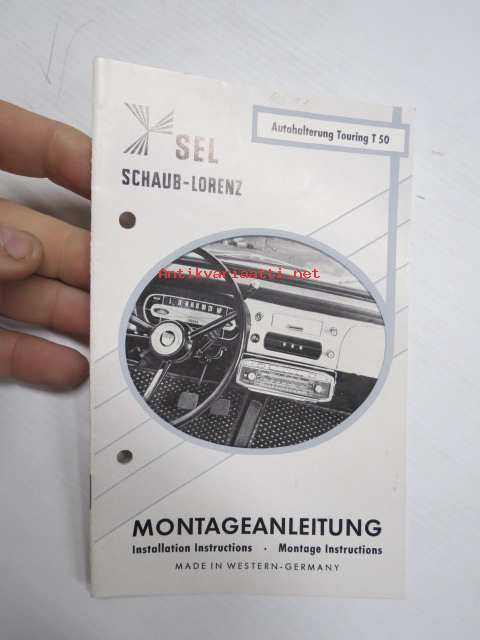 Autohalterung Touring T 50
SEL
SCHAUB-LORENZ
Antikvariaatti.net
MONTAGEANLEITUNG
Installation Instructions · Montage Instructions
MADE IN WESTERN-GERMANY